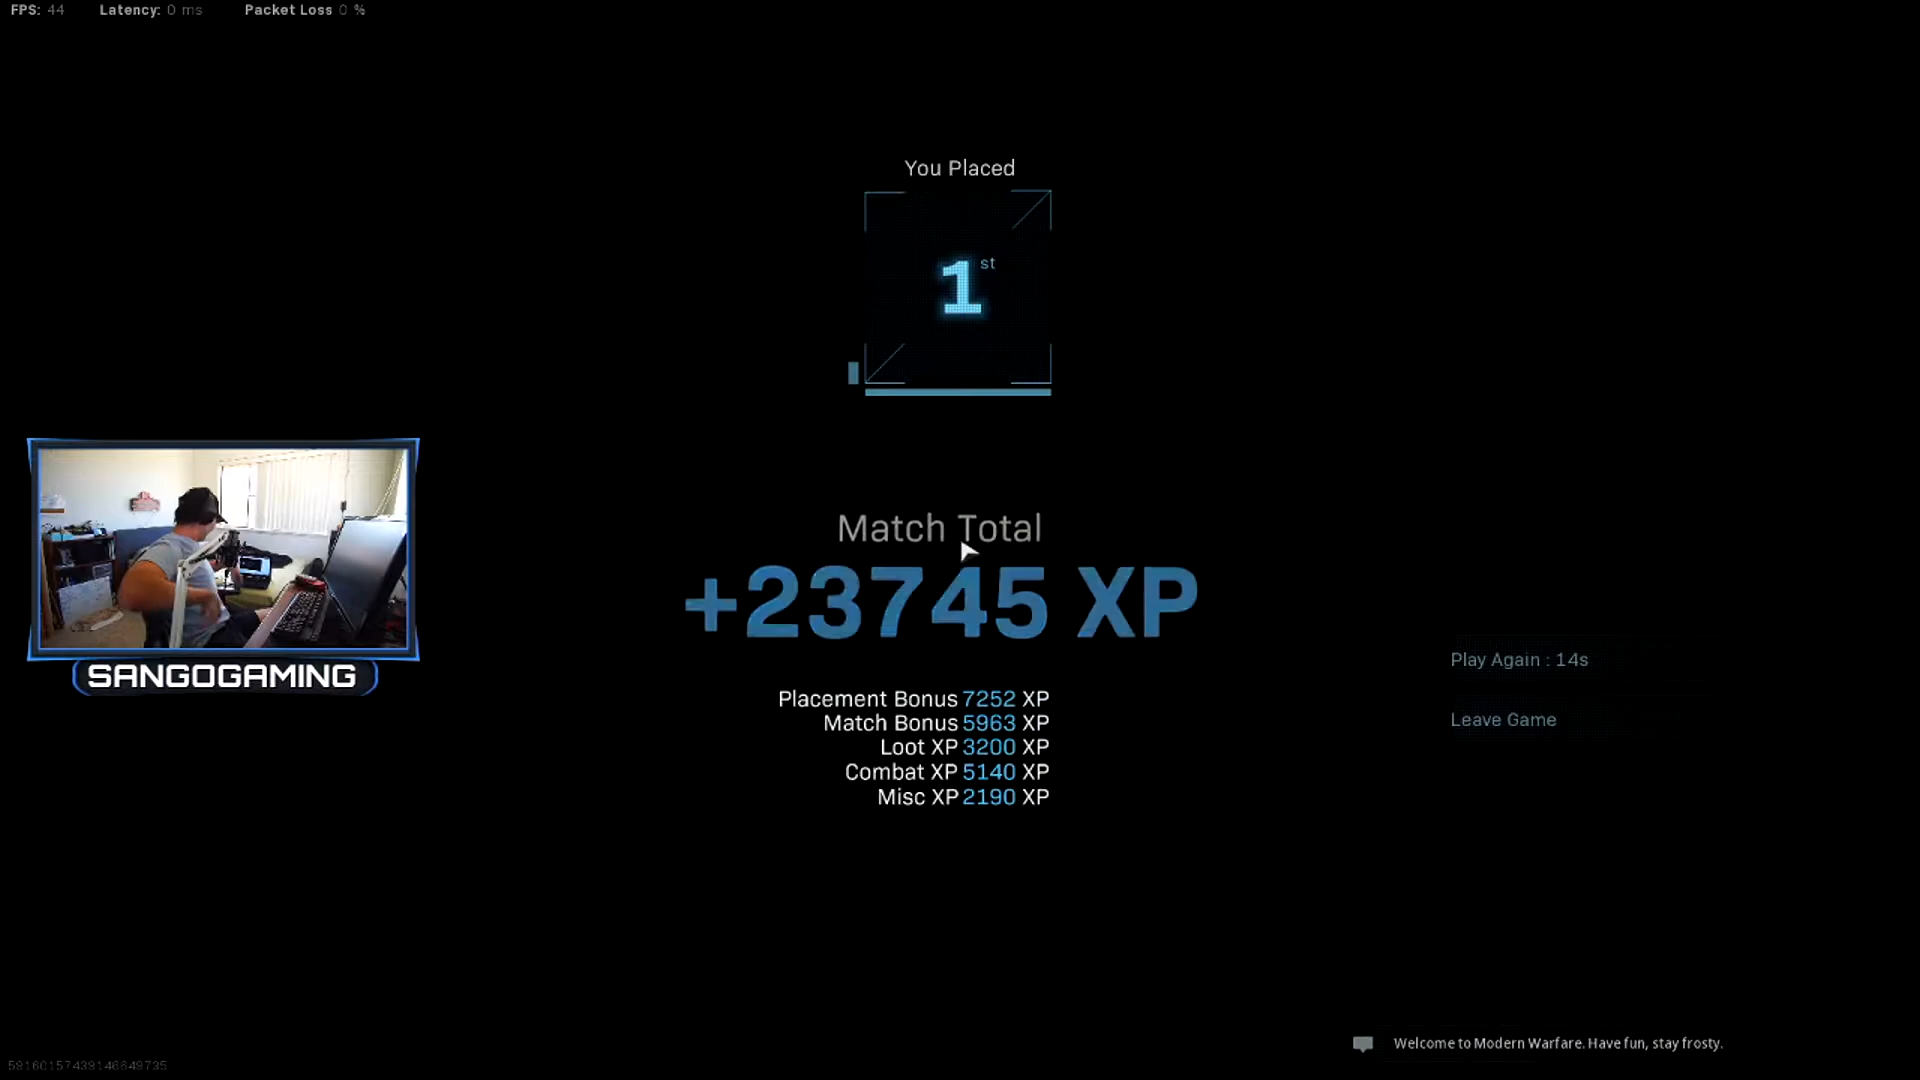 FPS: 44 Latency: 0 ms Packet Loss 0 %
You Placed
1st
Match Total
+23745 XP
SANGOGAMING
Placement Bonus 7252 XP
Match Bonus 5963 XP
Loot XP 3200 XP
Combat XP 5140 XP
Misc XP 2190 XP
Play Again : 14s
Leave Game
Welcome to Modern Warfare. Have fun, stay frosty.
59160157439146649735